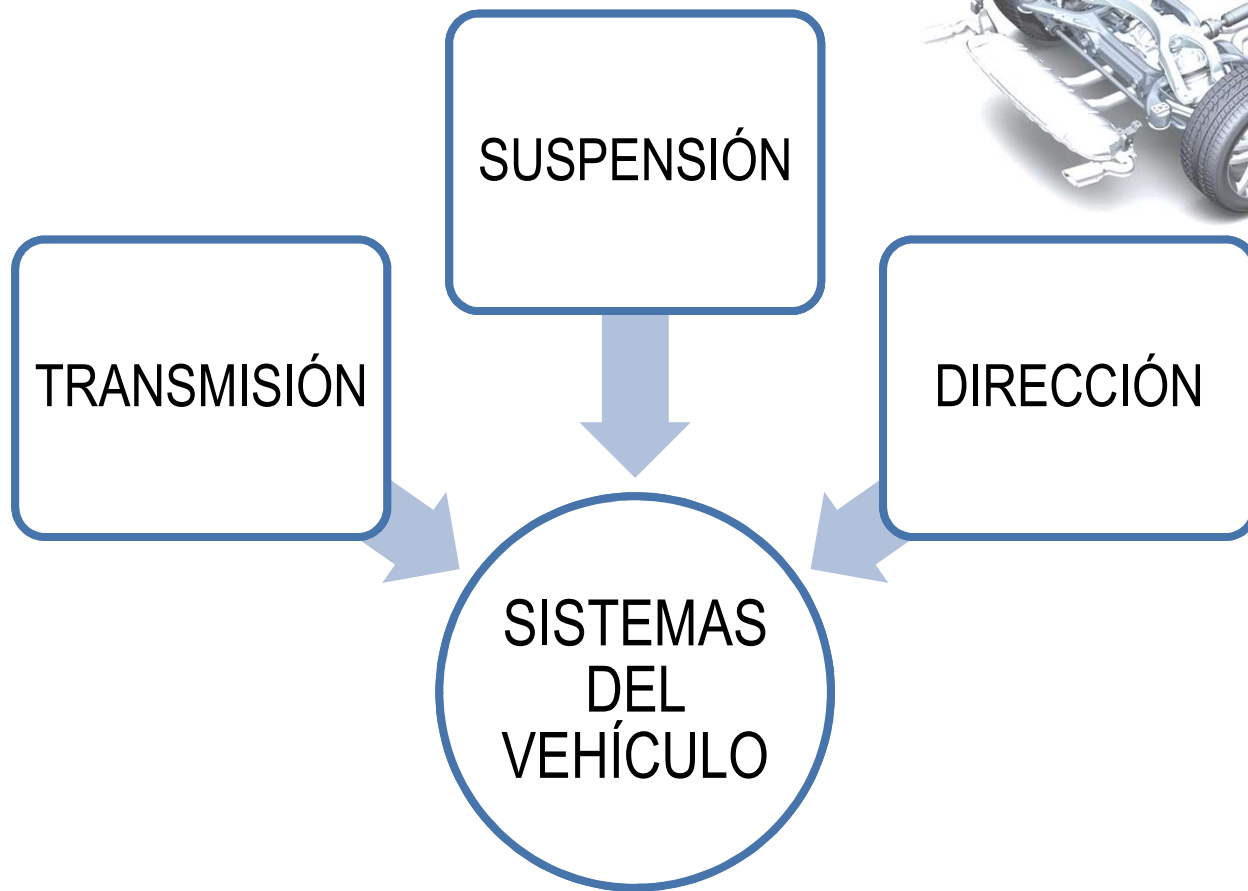 SUSPENSIÓN
TRANSMISIÓN
DIRECCIÓN
SISTEMAS
DEL
VEHÍCULO